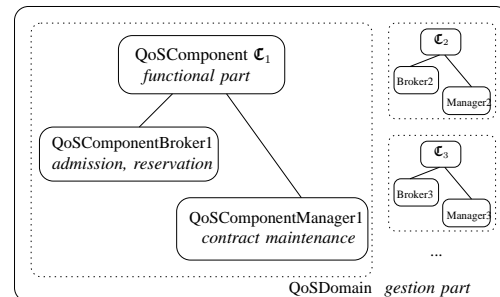 QoSComponent ℭ1
functional part
QoSComponentBroker1
admission, reservation
QoSComponentManager1
contract maintenance
ℭ2
Broker2
Manager2
ℭ3
Broker3
Manager3
...
QoSDomain gestion part